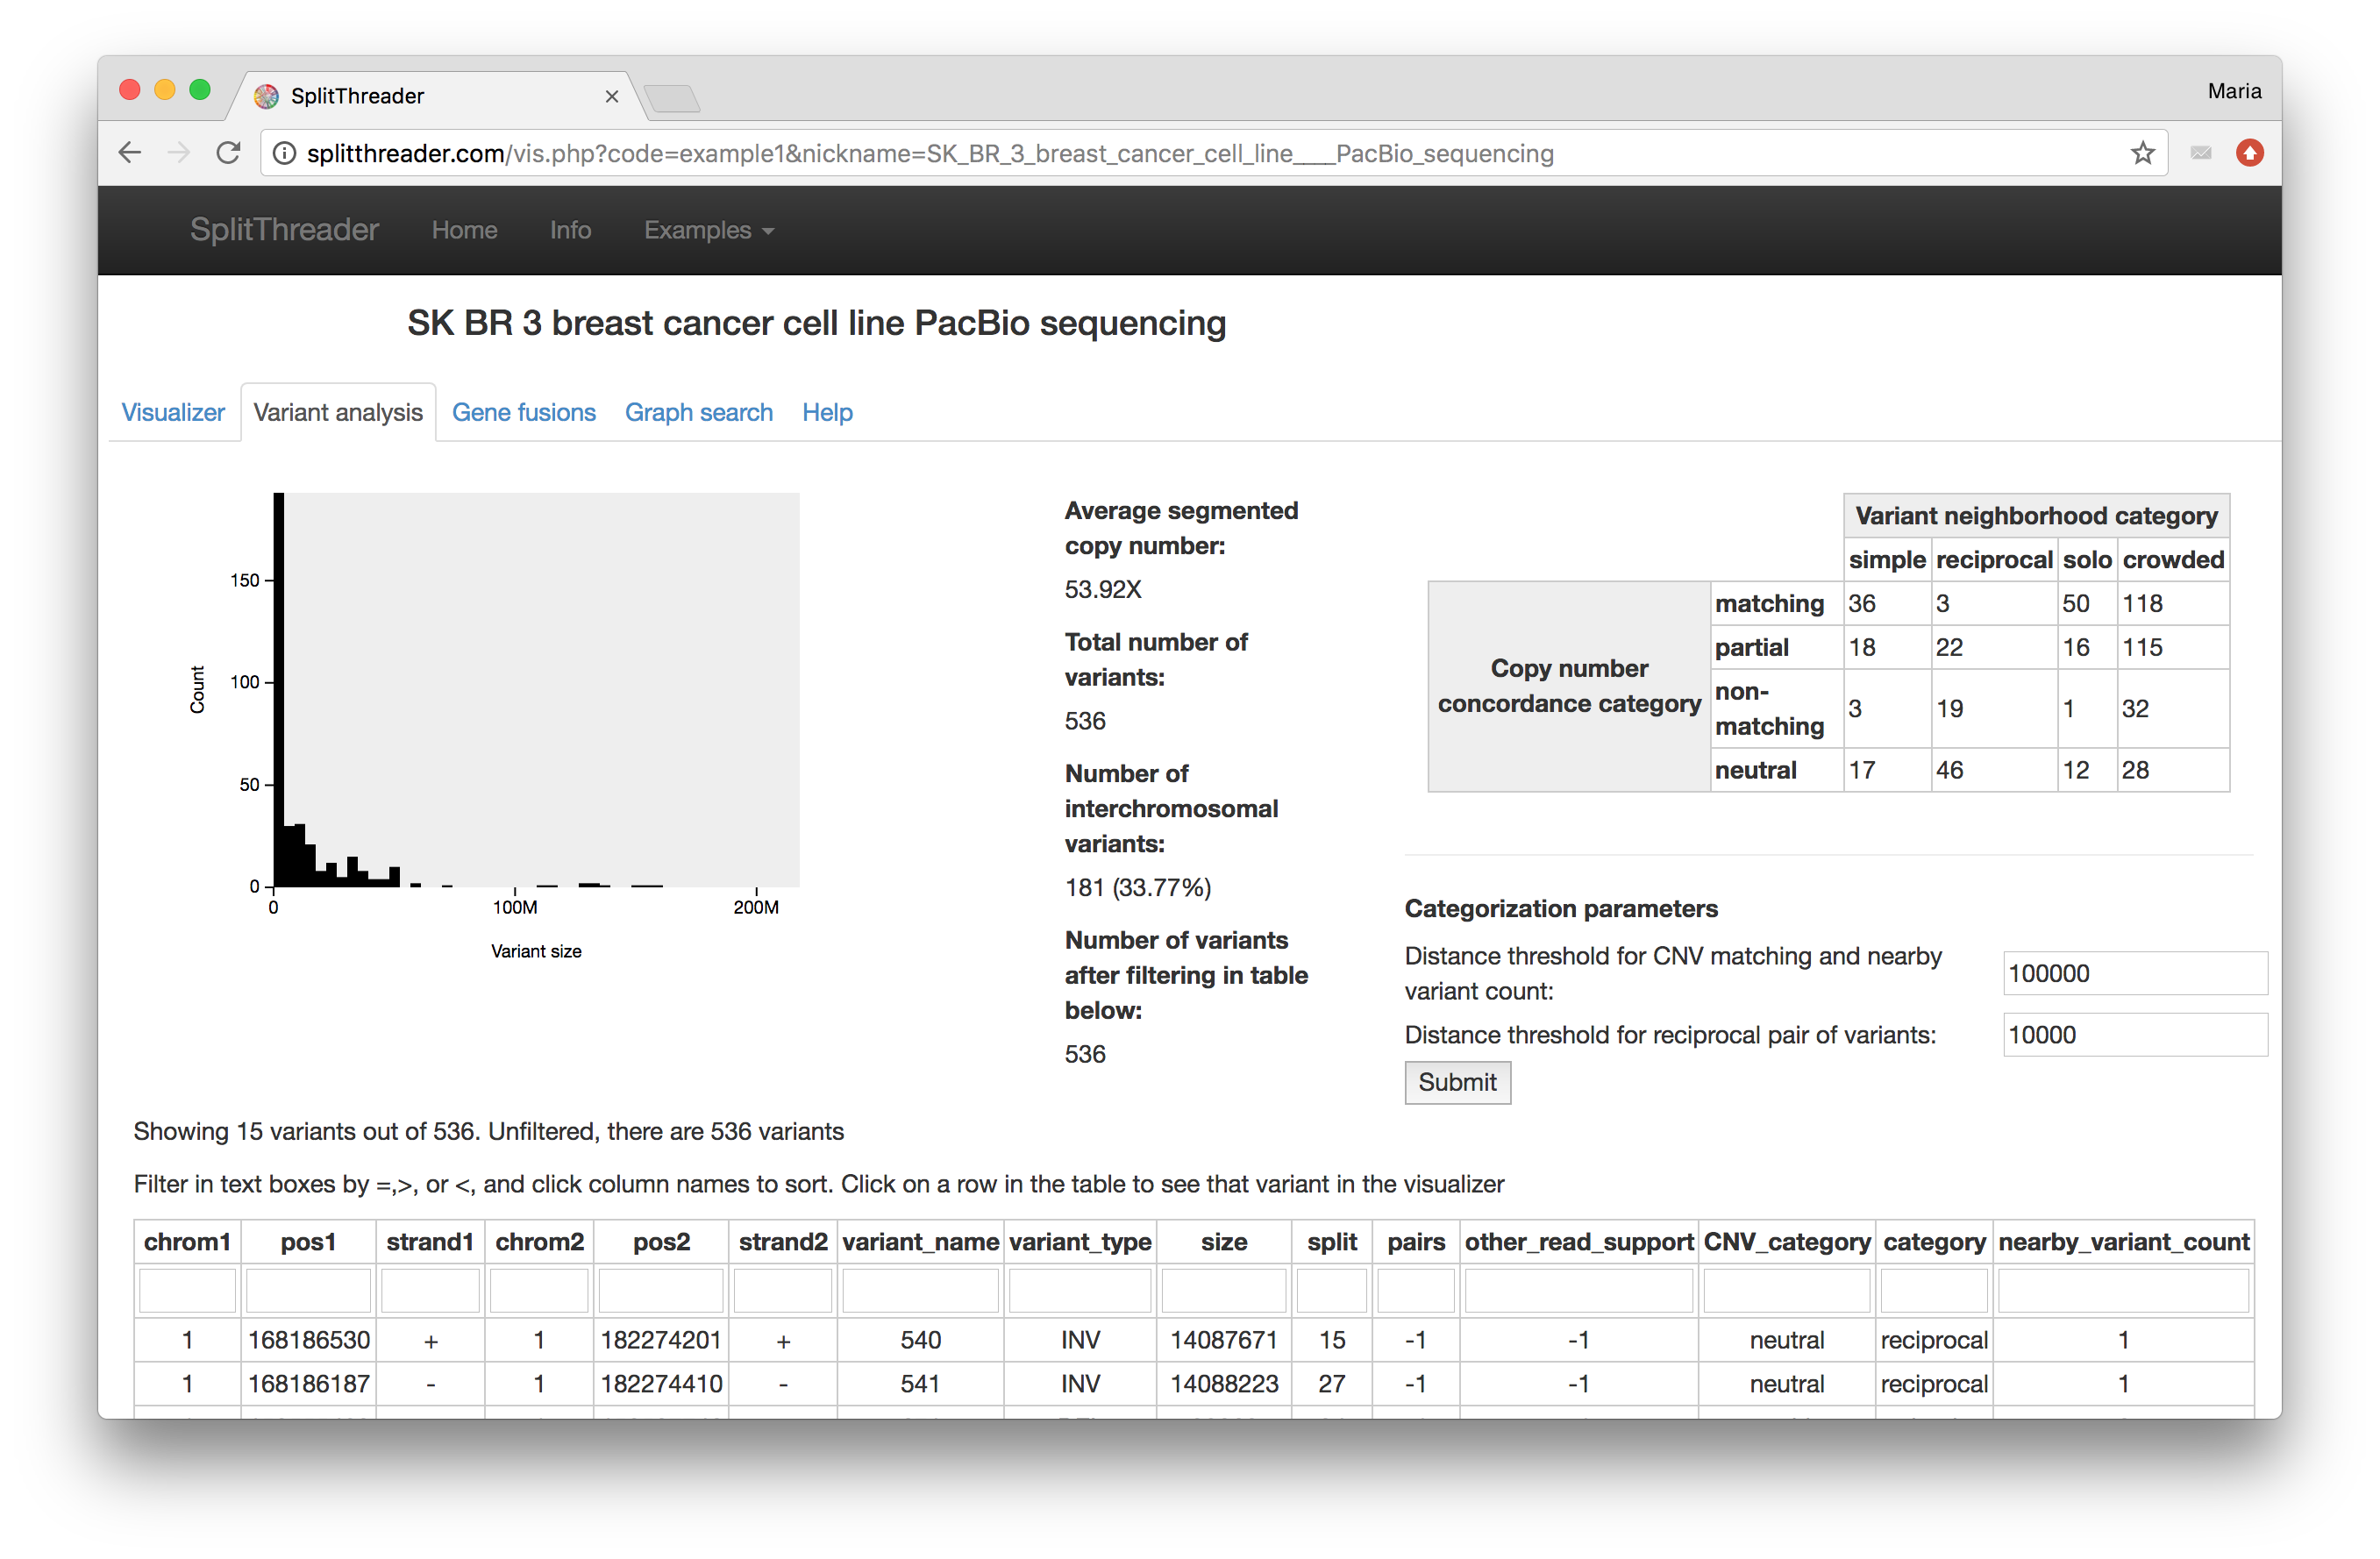 SplitThreader
Maria
splitthreader.com/vis.php?code=example1&nickname=SK_BR_3_breast_cancer_cell_line____PacBio_sequencing
SplitThreader Home Info Examples
SK BR 3 breast cancer cell line PacBio sequencing
Visualizer Variant analysis Gene fusions Graph search Help
150
100
50
0
Count
0 100M 200M
Variant size
Average segmented
copy number:
53.92X
Total number of
variants:
536
Number of
interchromosomal
variants:
181 (33.77%)
Number of variants
after filtering in table
below:
536
Variant neighborhood category
simple reciprocal solo crowded
Copy number
concordance category
matching 36 3 50 118
partial 18 22 16 115
non-
matching 3 19 1 32
neutral 17 46 12 28
Categorization parameters
Distance threshold for CNV matching and nearby
variant count:
100000
Distance threshold for reciprocal pair of variants:
10000
Submit
Showing 15 variants out of 536. Unfiltered, there are 536 variants
Filter in text boxes by =,>, or <, and click column names to sort. Click on a row in the table to see that variant in the visualizer
chrom1 pos1 strand1 chrom2 pos2 strand2 variant_name variant_type size split pairs other_read_support CNV_category category nearby_variant_count
1 168186530 + 1 182274201 + 540 INV 14087671 15 -1 -1 neutral reciprocal 1
1 168186187 - 1 182274410 - 541 INV 14088223 27 -1 -1 neutral reciprocal 1